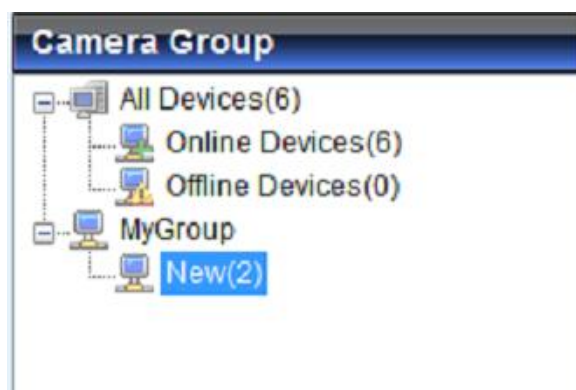 Camera Group
All Devices(6)
Online Devices(6)
Offline Devices(0)
MyGroup
New(2)